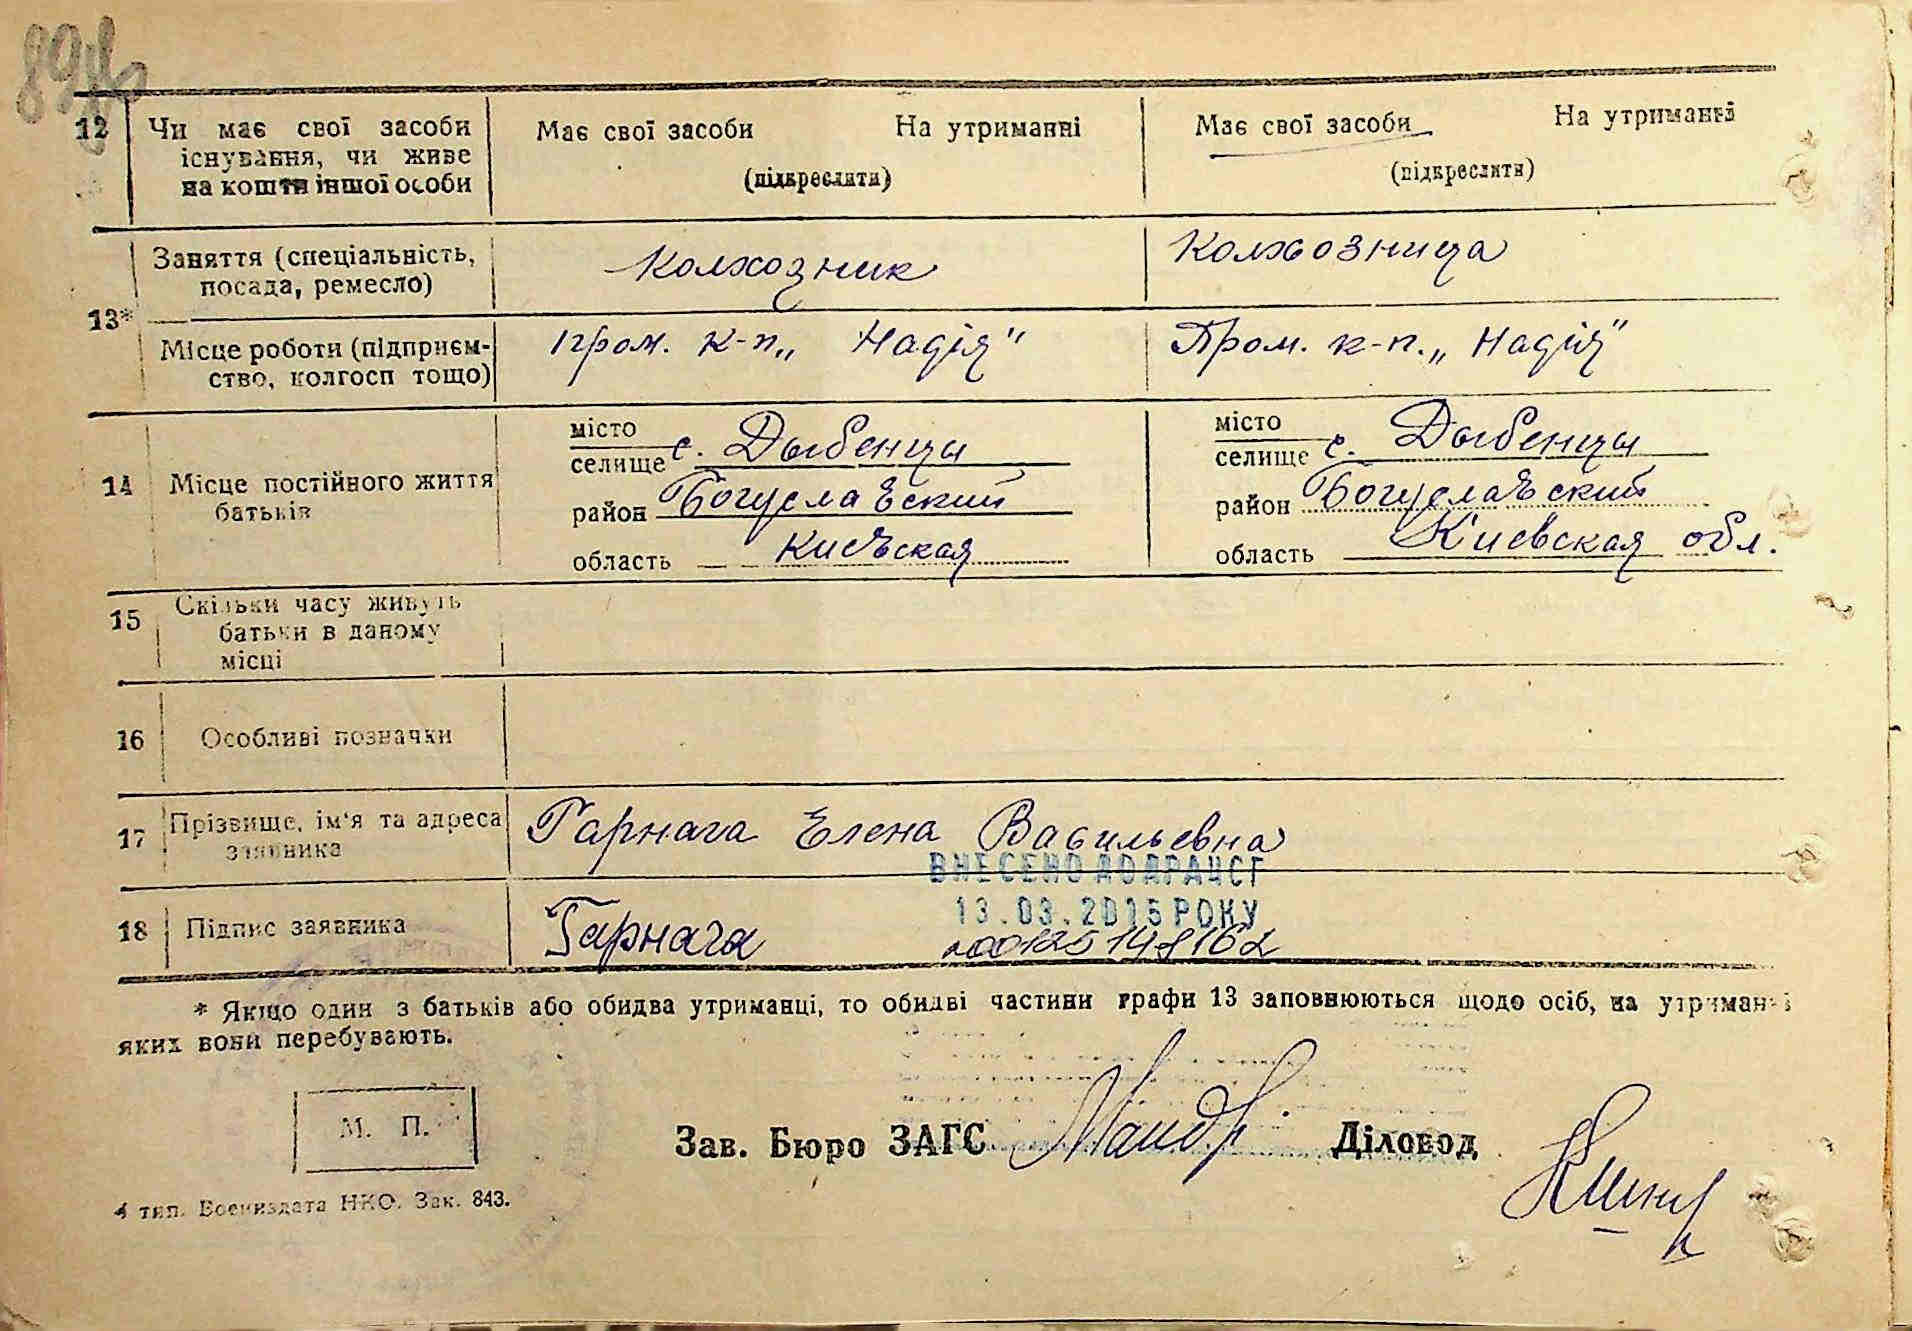 89
12 Чи має свої засоби існування, чи живе на кошти іншої особи
Має свої засоби На утриманні
(підкреслити)
Має свої засоби На утриманні
(підкреслити)
13*
Заняття (спеціальність, посада, ремесло)
Колхозник
Колхозница
Місце роботи (підприємство, колгосп тощо)
пром. к-п „Надія"
Пром. к-п. „Надія"
14 Місце постійного життя батьків
місто
селище с. Дыбенцы
район Богуславский
область Киевская
місто
селище с. Дыбенцы
район Богуславский
область Киевская обл.
15 Скільки часу живуть батьки в даному місці
16 Особливі позначки
17 Прізвище, ім'я та адреса заявника
Гарнага Елена Васильевна
ВНЕСЕНО ДО ДРАЦСГ
13.03.2015 РОКУ
18 Підпис заявника
Гарнага
* Якщо один з батьків або обидва утриманці, то обидві частини графи 13 заповнюються щодо осіб, на утриманні
яких вони перебувають.
М. П.
Зав. Бюро ЗАГС
Діловод
4 тип. Воениздата НКО. Зак. 843.